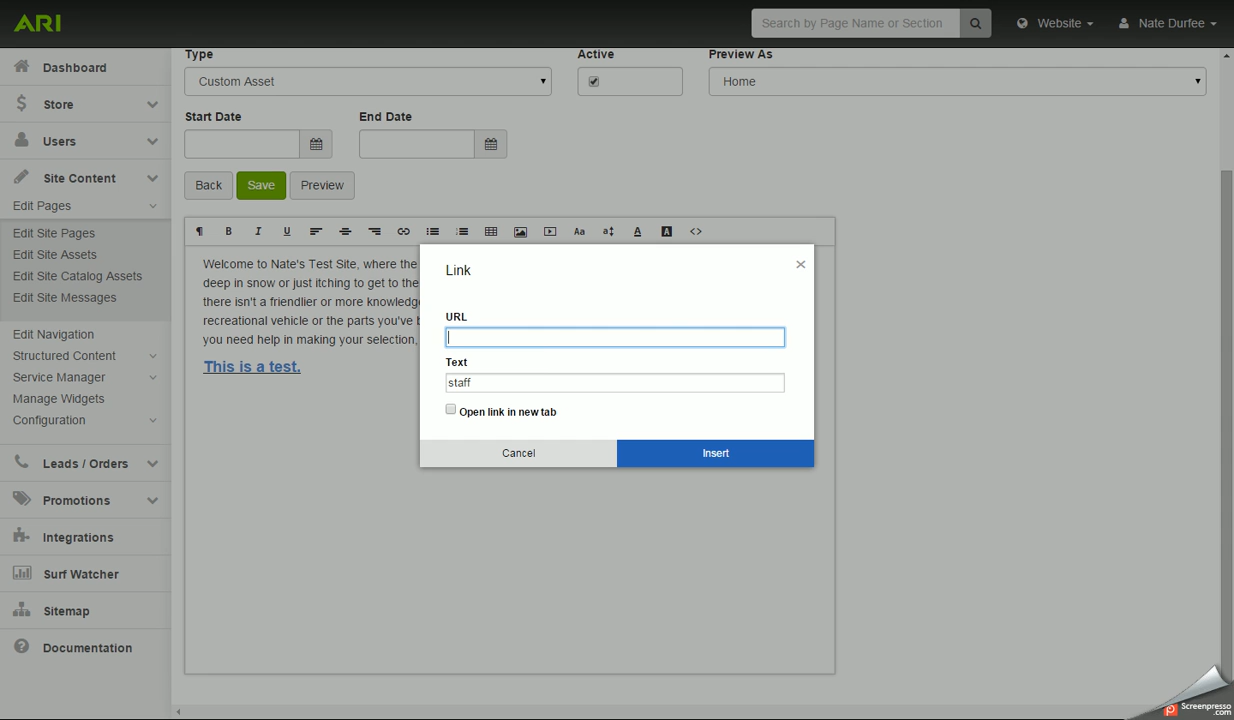 ARI
Search by Page Name or Section
Website
Nate Durfee
Dashboard
Store
Users
Site Content
Edit Pages
Edit Site Pages
Edit Site Assets
Edit Site Catalog Assets
Edit Site Messages
Edit Navigation
Structured Content
Service Manager
Manage Widgets
Configuration
Leads / Orders
Promotions
Integrations
Surf Watcher
Sitemap
Documentation
Type
Active
Preview As
Custom Asset
Home
Start Date
End Date
Back
Save
Preview
¶ B I U Aa A A <>
Welcome to Nate's Test Site, where the
deep in snow or just itching to get to the
there isn't a friendlier or more
recreational vehicle or the parts you've
you need help in making your selection,
This is a test.
Link
×
URL
Text
staff
Open link in new tab
Cancel
Insert
Screenpresso
.com